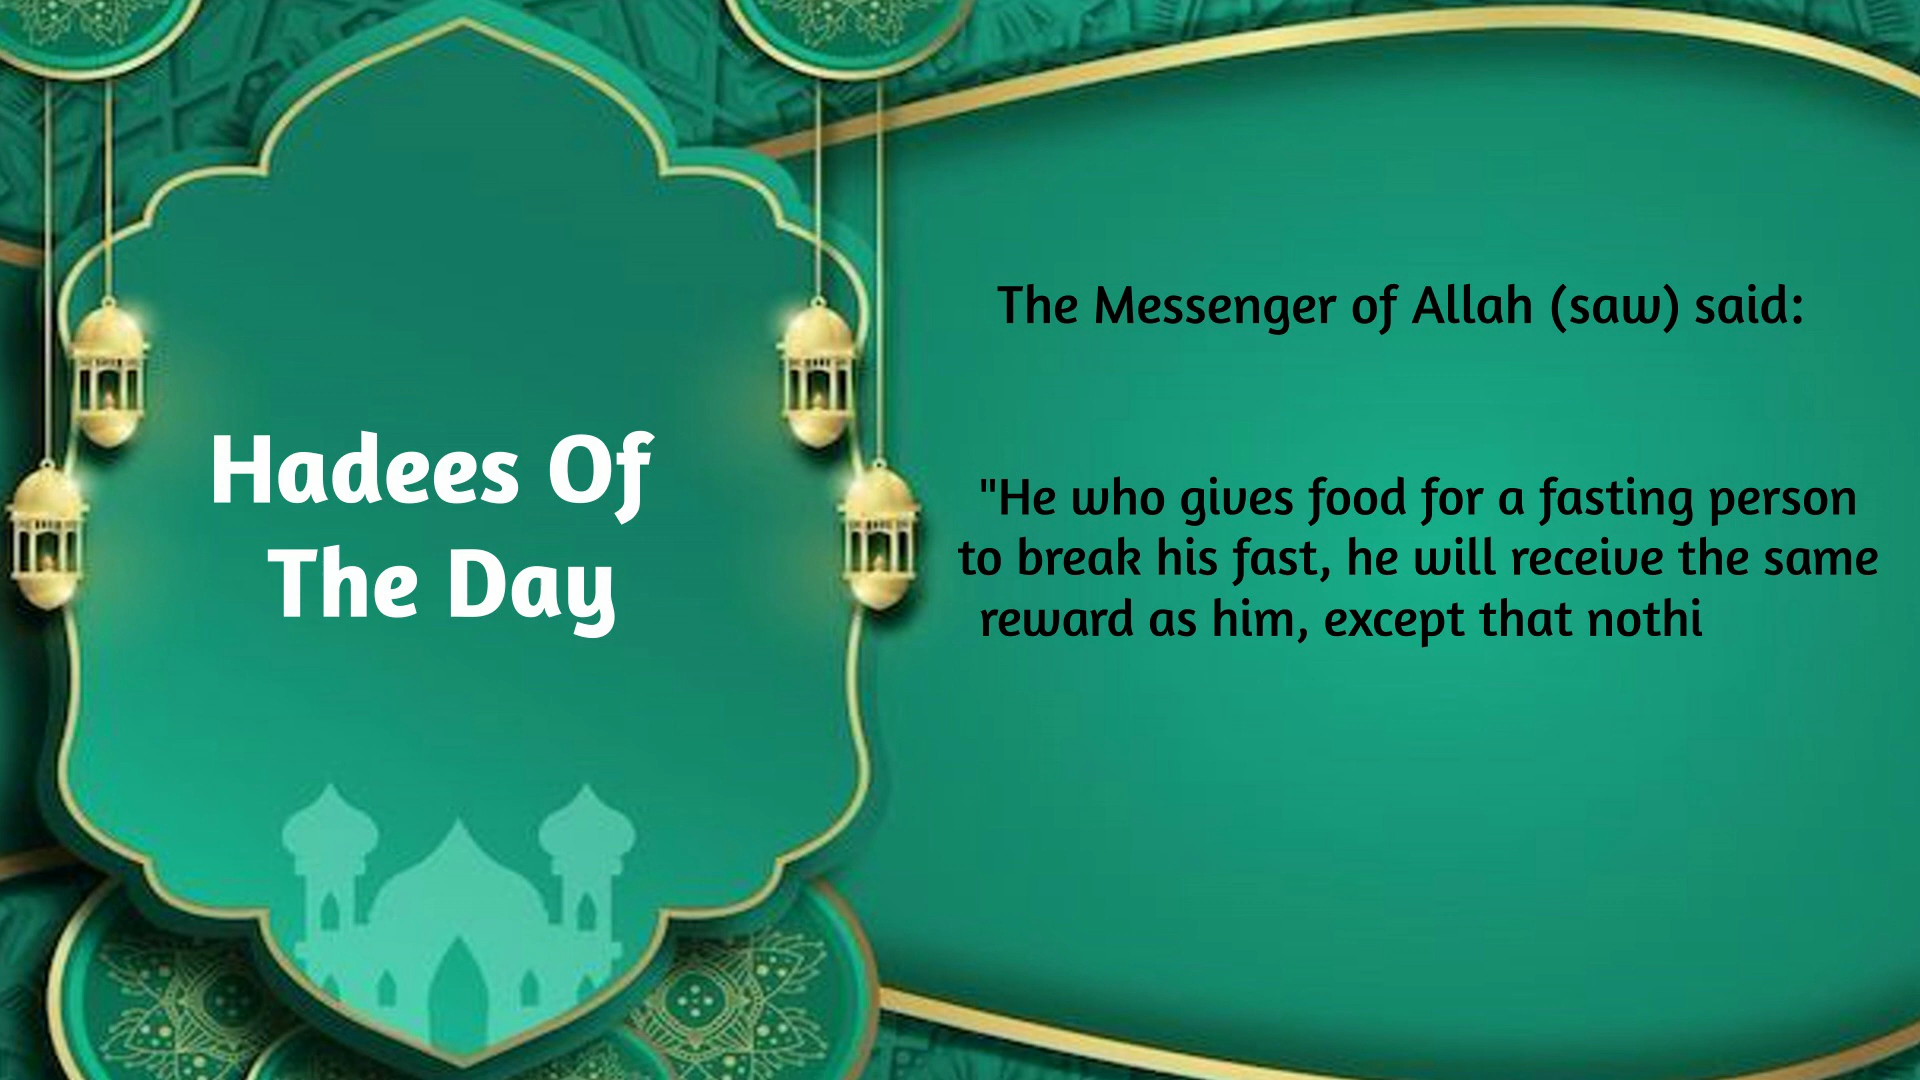 Hadees Of
The Day
The Messenger of Allah (saw) said:
"He who gives food for a fasting person
to break his fast, he will receive the same
reward as him, except that nothi